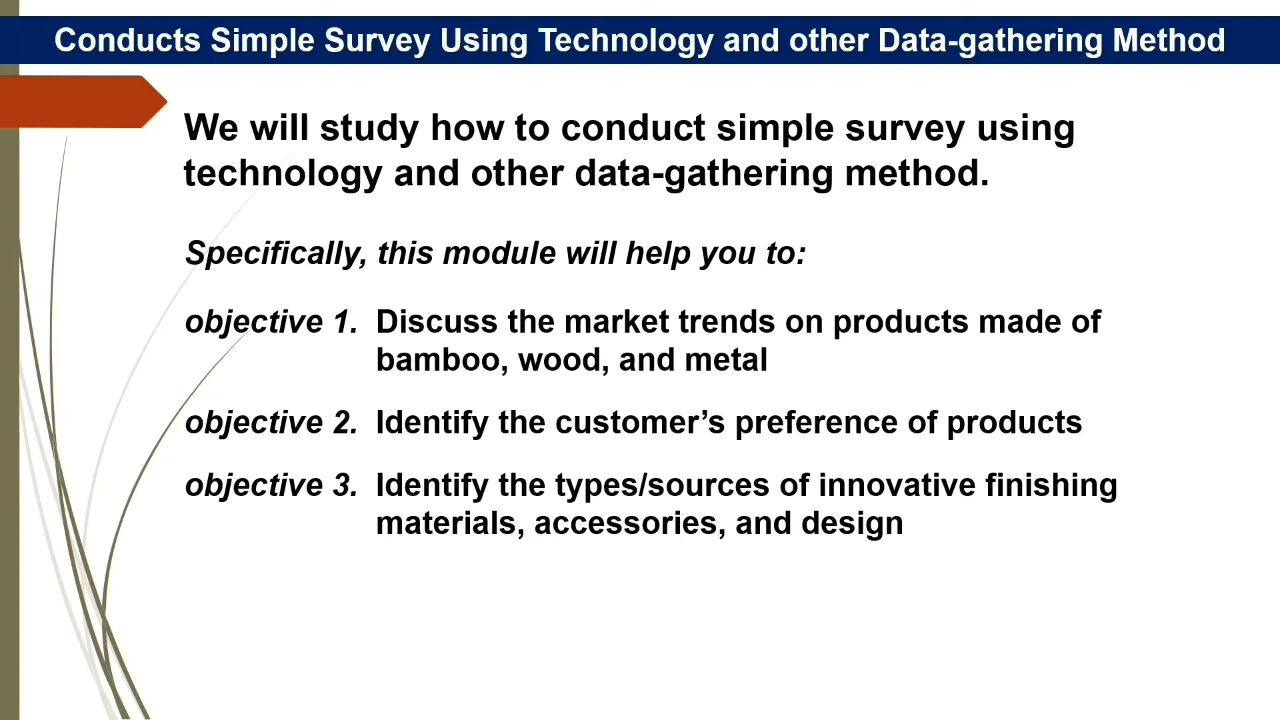 Conducts Simple Survey Using Technology and other Data-gathering Method
We will study how to conduct simple survey using
technology and other data-gathering method.
Specifically, this module will help you to:
objective 1. Discuss the market trends on products made of
bamboo, wood, and metal
objective 2. Identify the customer’s preference of products
objective 3. Identify the types/sources of innovative finishing
materials, accessories, and design